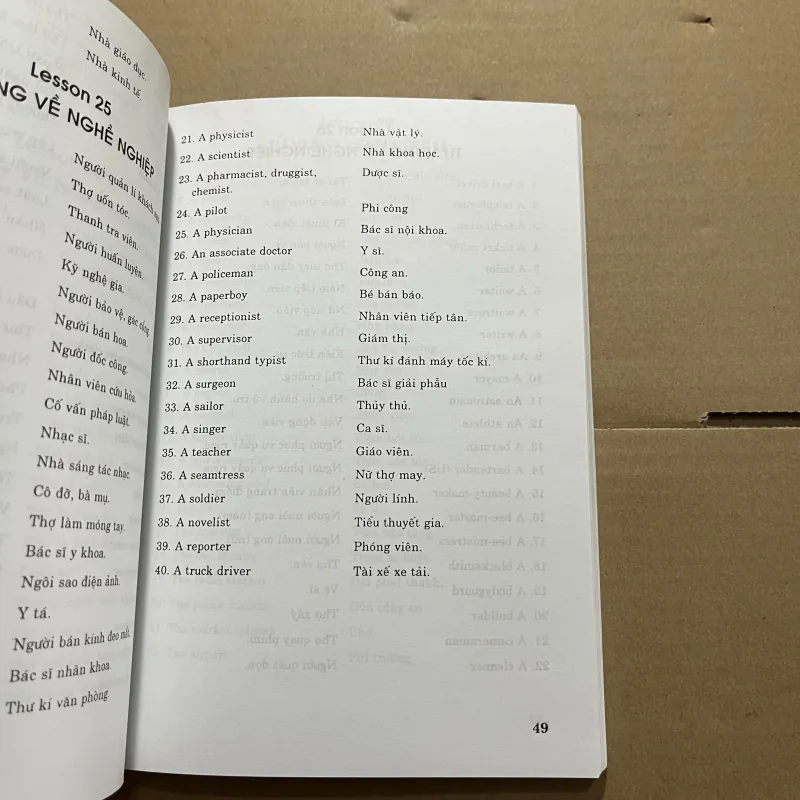 Nhà giáo dục.
Nhà kinh tế.
Lesson 25
NG VỀ NGHỀ NGHIỆP
Người quản lí khách sạn
Thợ uốn tóc.
Thanh tra viên.
Người huấn luyện.
Kỹ nghệ gia.
Người bảo vệ, gác cổng.
Người bán hoa.
Người đốc công.
Nhân viên cứu hỏa.
Cố vấn pháp luật.
Nhạc sĩ.
Nhà sáng tác nhạc.
Cô đỡ, bà mụ.
Thợ làm móng tay.
Bác sĩ y khoa.
Ngôi sao điện ảnh.
Y tá.
Người bán kính đeo mắt.
Bác sĩ nhãn khoa.
Thư kí văn phòng.
21. A physicist Nhà vật lý.
22. A scientist Nhà khoa học.
23. A pharmacist, druggist, Dược sĩ.
chemist.
24. A pilot Phi công
25. A physician Bác sĩ nội khoa.
26. An associate doctor Y sĩ.
27. A policeman Công an.
28. A paperboy Bé bán báo.
29. A receptionist Nhân viên tiếp tân.
30. A supervisor Giám thị.
31. A shorthand typist Thư kí đánh máy tốc kí.
32. A surgeon Bác sĩ giải phẫu
33. A sailor Thủy thủ.
34. A singer Ca sĩ.
35. A teacher Giáo viên.
36. A seamtress Nữ thợ may.
37. A soldier Người lính.
38. A novelist Tiểu thuyết gia.
39. A reporter Phóng viên.
40. A truck driver Tài xế xe tải.
49